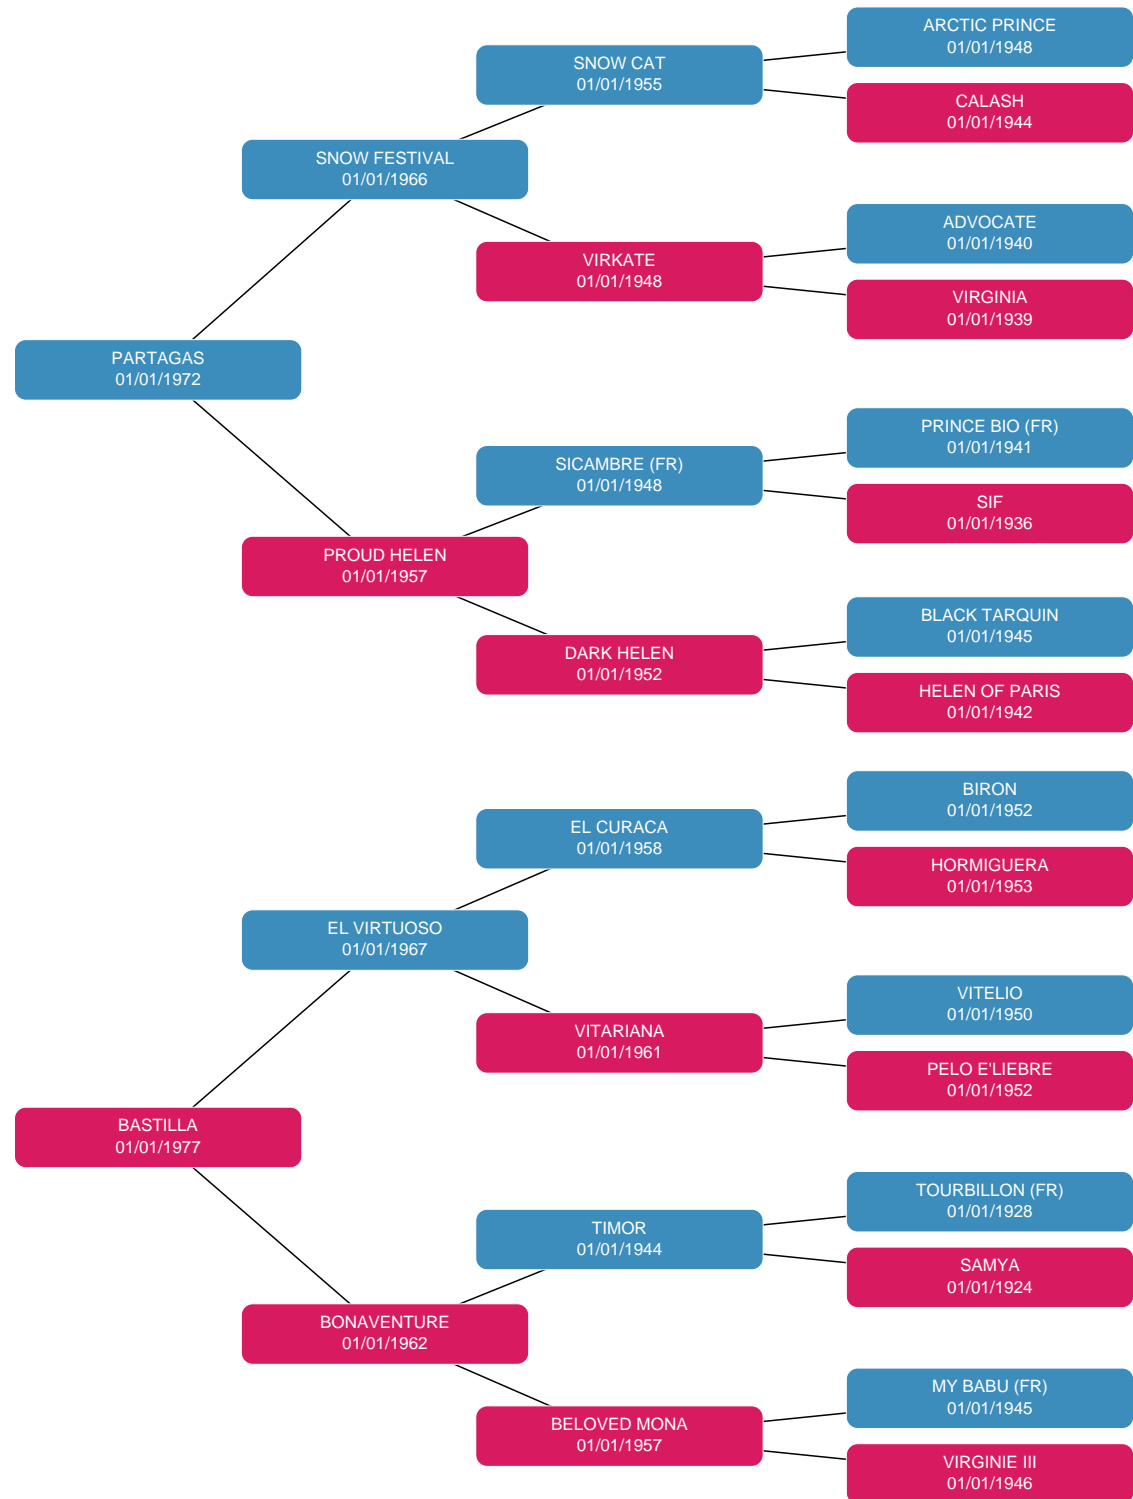 ARCTIC PRINCE
01/01/1948
SNOW CAT
01/01/1955
CALASH
01/01/1944
SNOW FESTIVAL
01/01/1966
ADVOCATE
01/01/1940
VIRKATE
01/01/1948
VIRGINIA
01/01/1939
PARTAGAS
01/01/1972
PRINCE BIO (FR)
01/01/1941
SICAMBRE (FR)
01/01/1948
SIF
01/01/1936
PROUD HELEN
01/01/1957
BLACK TARQUIN
01/01/1945
DARK HELEN
01/01/1952
HELEN OF PARIS
01/01/1942
BIRON
01/01/1952
EL CURACA
01/01/1958
HORMIGUERA
01/01/1953
EL VIRTUOSO
01/01/1967
VITELIO
01/01/1950
VITARIANA
01/01/1961
PELO E'LIEBRE
01/01/1952
BASTILLA
01/01/1977
TOURBILLON (FR)
01/01/1928
TIMOR
01/01/1944
SAMYA
01/01/1924
BONAVENTURE
01/01/1962
MY BABU (FR)
01/01/1945
BELOVED MONA
01/01/1957
VIRGINIE III
01/01/1946